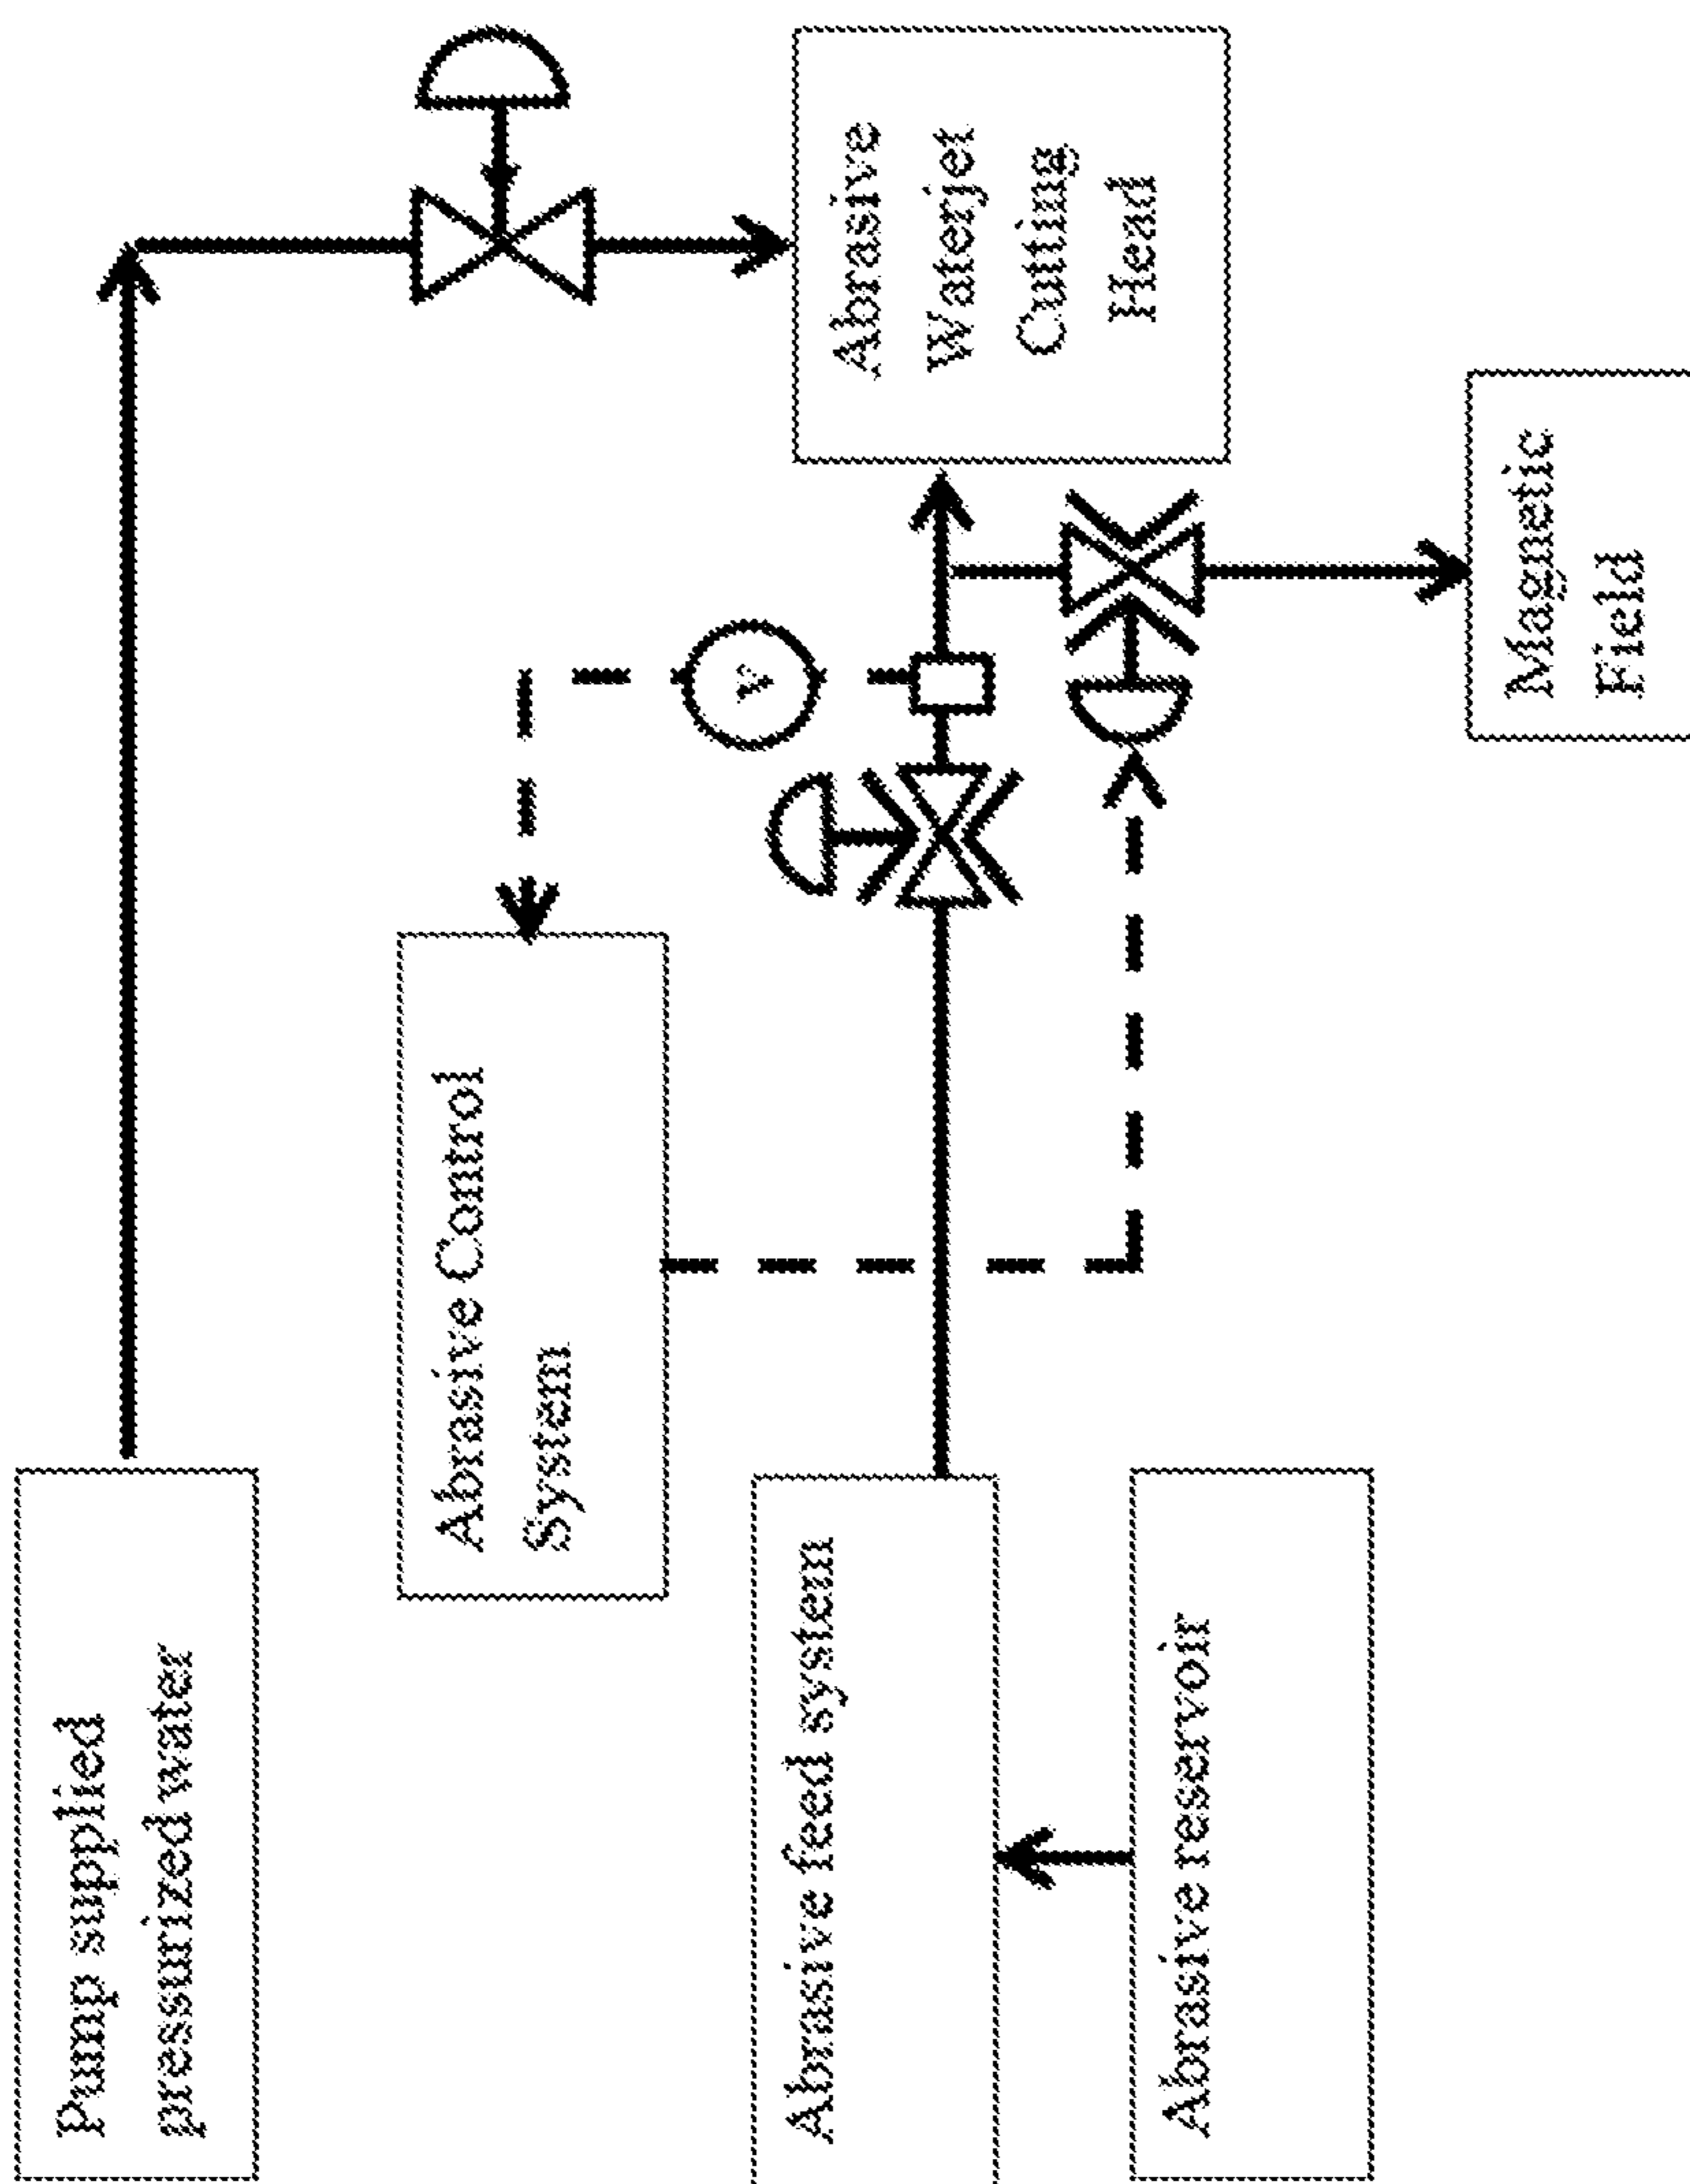 Pump supplied
pressurized water
Abrasive Control
System
Abrasive feed system
Abrasive reservoir
V
Abrasive
Waterjet
Cutting
Head
Magnetic
Field